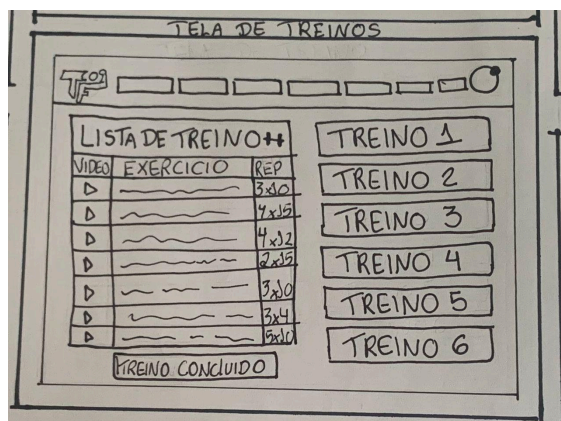 TELA DE TREINOS
LISTA DE TREINO
VIDEO EXERCICIO REP
3x10
4x15
4x12
2x15
3x10
3x4
5x10
TREINO CONCLUIDO
TREINO 1
TREINO 2
TREINO 3
TREINO 4
TREINO 5
TREINO 6